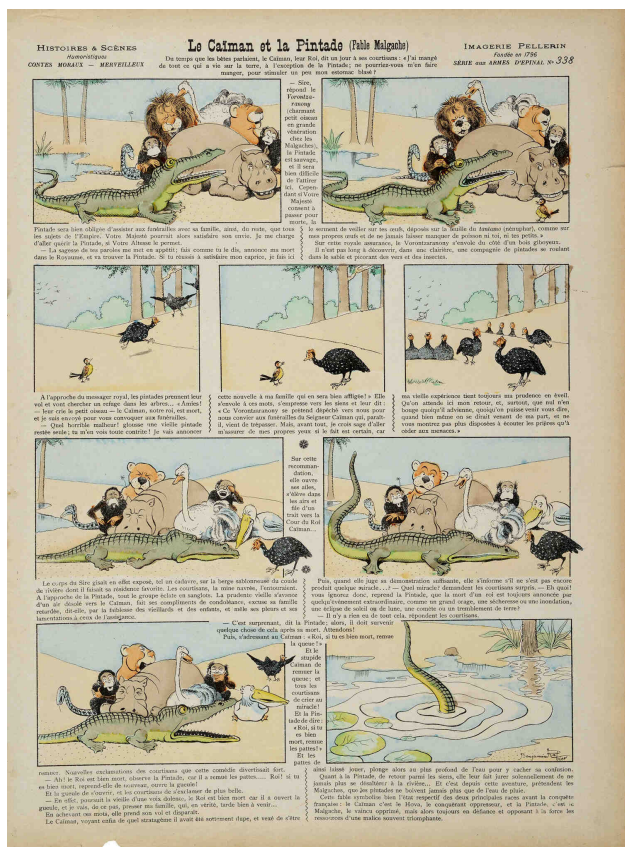 HISTOIRES & SCÈNES
Humoristiques
CONTES MORAUX - MERVEILLEUX
Le Caïman et la Pintade (Fable Malgache)
IMAGERIE PELLERIN
Fondée en 1796
SÉRIE aux ARMES D'EPINAL No 338
Du temps que les bêtes parlaient, le Caïman, leur Roi, dit un jour à ses courtisans : « J'ai mangé
de tout ce qui a vie sur la terre, à l'exception de la Pintade; ne pourriez-vous m'en faire
manger, pour stimuler un peu mon estomac blasé ?
— Sire,
répond le
Vorontza-
ranony
(charmant
petit oiseau
en grande
vénération
chez les
Malgaches),
la Pintade
est sauvage,
et il sera
bien difficile
de l'attirer
ici. Cepen-
dant si Votre
Majesté
consent à
passer pour
morte, la
Pintade sera bien obligée d'assister aux funérailles avec sa famille, ainsi, du reste, que tous
les sujets de l'Empire. Votre Majesté pourrait alors satisfaire son envie. Je me charge
d'aller quérir la Pintade, si Votre Altesse le permet.
— La sagesse de tes paroles me met en appétit; fais comme tu le dis, annonce ma mort
dans le Royaume, et va trouver la Pintade. Si tu réussis à satisfaire mon caprice, je fais ici
le serment de veiller sur tes œufs, déposés sur la feuille du (nénuphar), comme sur
mes propres œufs et de ne jamais laisser manquer de poisson ni toi, ni tes petits. »
Sur cette royale assurance, le Vorontzaranony s'envole du côté d'un bois giboyeux.
Il n'est pas long à découvrir, dans une clairière, une compagnie de pintades se roulant
dans le sable et picorant des vers et des insectes.
A l'approche du messager royal, les pintades prennent leur
vol et vont chercher un refuge dans les arbres... « Amies!
— leur crie le petit oiseau — le Caïman, notre roi, est mort,
et je suis envoyé pour vous convoquer aux funérailles.
— Quel horrible malheur! glousse une vieille pintade
restée seule; tu m'en vois toute contrite! Je vais annoncer
cette nouvelle à ma famille qui en sera bien affligée! » Elle
s'envole à ces mots, s'empresse vers les siens et leur dit :
« Ce Vorontzaranony se prétend dépêché vers nous pour
nous convier aux funérailles du Seigneur Caïman qui, paraît-
il, vient de trépasser. Mais, avant tout, je crois sage d'aller
m'assurer de mes propres yeux si le fait est certain, car
ma vieille expérience tient toujours ma prudence en éveil.
Qu'on attende ici mon retour, et, surtout, que nul n'en
bouge quoiqu'il advienne, quoiqu'on puisse venir vous dire,
quand bien même on se dirait venant de ma part, et ne
vous montrez pas plus disposées à écouter les prières qu'à
céder aux menaces. »
Sur cette
recomman-
dation,
elle ouvre
ses ailes,
s'élève dans
les airs et
file d'un
trait vers la
Cour du Roi
Caïman...
Le corps du Sire gisait en effet exposé, tel un cadavre, sur la berge sablonneuse du coude
de rivière dont il faisait sa résidence favorite. Les courtisans, la mine navrée, l'entouraient.
A l'approche de la Pintade, tout le groupe éclate en sanglots. La prudente vieille s'avance
d'un air désolé vers le Caïman, fait ses compliments de condoléance, excuse sa famille
retardée, dit-elle, par la faiblesse des vieillards et des enfants, et mêle ses pleurs et ses
lamentations à ceux de l'assistance.
Puis, quand elle juge sa démonstration suffisante, elle s'informe s'il ne s'est pas encore
produit quelque miracle...? — Quel miracle? demandent les courtisans surpris. — Eh quoi!
vous ignorez donc, reprend la Pintade, que la mort d'un roi est toujours annoncée par
quelqu'évènement extraordinaire, comme un grand orage, une sécheresse ou une inondation,
une éclipse de soleil ou de lune, une comète ou un tremblement de terre?
— Il n'y a rien eu de tout cela, répondent les courtisans.
— C'est surprenant, dit la Pintade; alors, il doit survenir
quelque chose de cela après sa mort. Attendons!
Puis, s'adressant au Caïman : « Roi, si tu es bien mort, remue
la queue! »
Et le
stupide
Caïman de
remuer la
queue; et
tous les
courtisans
de crier au
miracle!
Et la Pin-
tade de dire :
« Roi, si tu
es bien
mort, remue
les pattes! »
Et les
pattes de
remuer. Nouvelles exclamations des courtisans que cette comédie divertissait fort.
— Ah! le Roi est bien mort, observe la Pintade, car il a remué les pattes..... Roi! si tu
es bien mort, reprend-elle de nouveau, ouvre la gueule!
Et la gueule de s'ouvrir, et les courtisans de s'esclaffer de plus belle.
— En effet, poursuit la vieille d'une voix dolente, le Roi est bien mort car il a ouvert la
gueule, et je vais, de ce pas, presser ma famille, qui, en vérité, tarde bien à venir...
En achevant ces mots, elle prend son vol et disparaît.
Le Caïman, voyant enfin de quel stratagème il avait été sottement dupe, et vexé de s'être
ainsi laissé jouer, plonge alors au plus profond de l'eau pour y cacher sa confusion.
Quant à la Pintade, de retour parmi les siens, elle leur fait jurer solennellement de ne
jamais plus se désaltérer à la rivière... Et c'est depuis cette aventure, prétendent les
Malgaches, que les pintades ne boivent jamais plus que de l'eau de pluie.
Cette fable symbolise bien l'état respectif des deux principales races avant la conquête
française : le Caïman c'est le Hova, le conquérant oppresseur, et la Pintade, c'est le
Malgache, le vaincu opprimé, mais alors toujours en défiance et opposant à la force les
ressources d'une malice souvent triomphante.